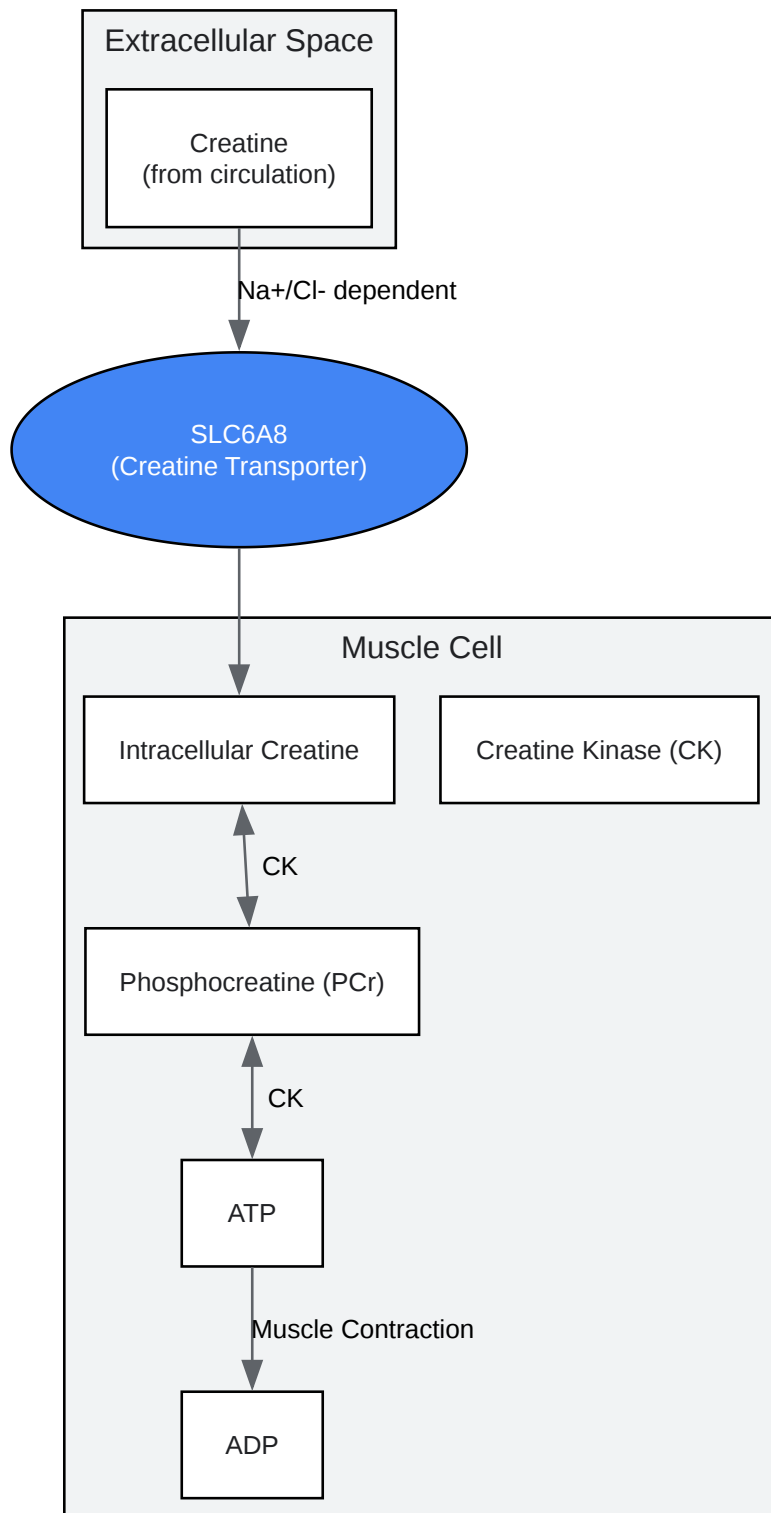 Extracellular Space
Creatine
(from circulation)
Na+/Cl- dependent
SLC6A8
(Creatine Transporter)
Muscle Cell
Intracellular Creatine
Creatine Kinase (CK)
CK
Phosphocreatine (PCr)
CK
ATP
Muscle Contraction
ADP